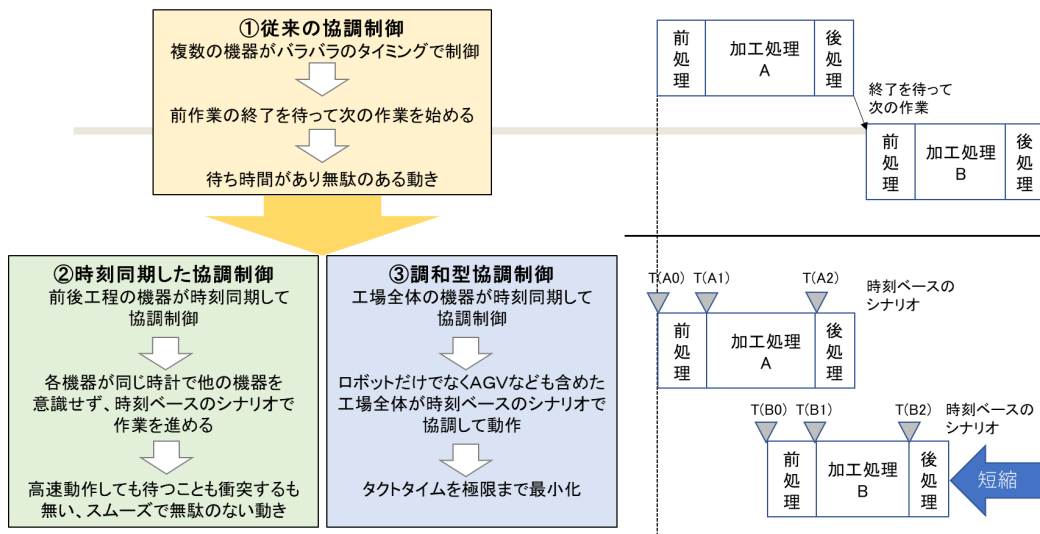 ①従来の協調制御
複数の機器がバラバラのタイミングで制御
前作業の終了を待って次の作業を始める
待ち時間があり無駄のある動き
②時刻同期した協調制御
前後工程の機器が時刻同期して
協調制御
各機器が同じ時計で他の機器を
意識せず、時刻ベースのシナリオで
作業を進める
高速動作しても待つことも衝突するも
無い、スムーズで無駄のない動き
③調和型協調制御
工場全体の機器が時刻同期して
協調制御
ロボットだけでなくAGVなども含めた
工場全体が時刻ベースのシナリオで
協調して動作
タクトタイムを極限まで最小化
前処理
加工処理
A
後処理
終了を待って
次の作業
前処理
加工処理
B
後処理
T(A0)
T(A1)
T(A2)
時刻ベースの
シナリオ
前処理
加工処理
A
後処理
T(B0)
T(B1)
T(B2)
時刻ベースの
シナリオ
前処理
加工処理
B
後処理
短縮